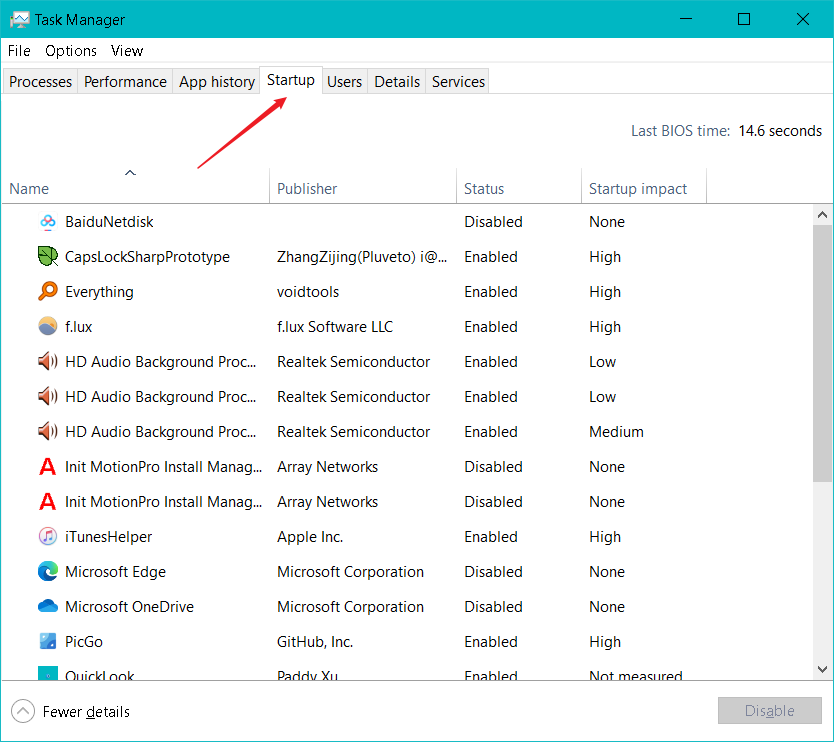 Task Manager
File Options View
Processes Performance App history Startup Users Details Services
Last BIOS time: 14.6 seconds
Name Publisher Status Startup impact
BaiduNetdisk Disabled None
CapsLockSharpPrototype ZhangZijing(Pluveto) i@... Enabled High
Everything voidtools Enabled High
f.lux f.lux Software LLC Enabled High
HD Audio Background Proc... Realtek Semiconductor Enabled Low
HD Audio Background Proc... Realtek Semiconductor Enabled Low
HD Audio Background Proc... Realtek Semiconductor Enabled Medium
Init MotionPro Install Manag... Array Networks Disabled None
Init MotionPro Install Manag... Array Networks Disabled None
iTunesHelper Apple Inc. Enabled High
Microsoft Edge Microsoft Corporation Disabled None
Microsoft OneDrive Microsoft Corporation Disabled None
PicGo GitHub, Inc. Enabled High
QuickLook Paddy Xu Enabled Not measured
Fewer details Disable